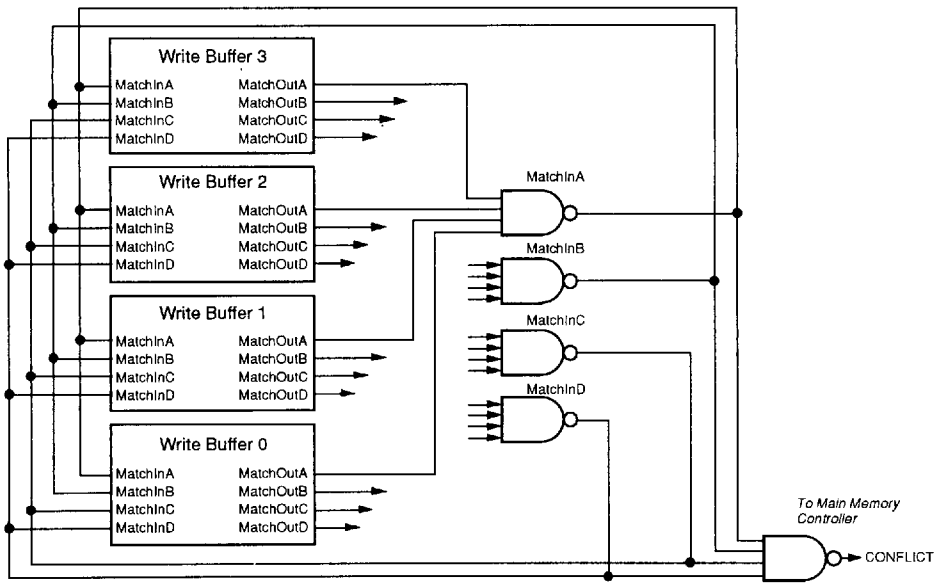 Write Buffer 3
MatchInA MatchOutA
MatchInB MatchOutB
MatchInC MatchOutC
MatchInD MatchOutD
Write Buffer 2
MatchInA MatchOutA
MatchInB MatchOutB
MatchInC MatchOutC
MatchInD MatchOutD
Write Buffer 1
MatchInA MatchOutA
MatchInB MatchOutB
MatchInC MatchOutC
MatchInD MatchOutD
Write Buffer 0
MatchInA MatchOutA
MatchInB MatchOutB
MatchInC MatchOutC
MatchInD MatchOutD
MatchInA
MatchInB
MatchInC
MatchInD
To Main Memory
Controller
CONFLICT